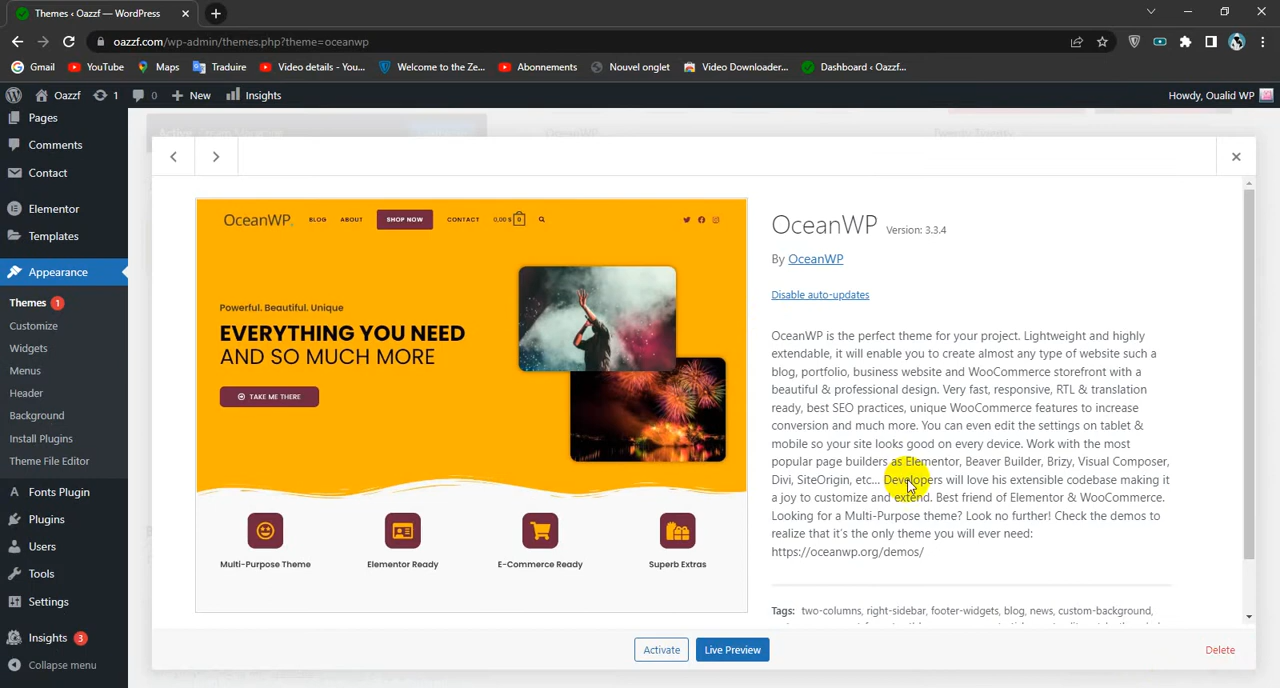 Themes ‹ Oazzf — WordPress
oazzf.com/wp-admin/themes.php?theme=oceanwp
Gmail
YouTube
Maps
Traduire
Video details - You...
Welcome to the Ze...
Abonnements
Nouvel onglet
Video Downloader...
Dashboard ‹ Oazzf...
Oazzf
1
0
New
Insights
Howdy, Oualid WP
Pages
Comments
Contact
Elementor
Templates
Appearance
Themes 1
Customize
Widgets
Menus
Header
Background
Install Plugins
Theme File Editor
Fonts Plugin
Plugins
Users
Tools
Settings
Insights 3
Collapse menu
OceanWP.
BLOG
ABOUT
SHOP NOW
CONTACT
0,00$
0
Powerful. Beautiful. Unique
EVERYTHING YOU NEED
AND SO MUCH MORE
TAKE ME THERE
Multi-Purpose Theme
Elementor Ready
E-Commerce Ready
Superb Extras
OceanWP Version: 3.3.4
By OceanWP
Disable auto-updates
OceanWP is the perfect theme for your project. Lightweight and highly
extendable, it will enable you to create almost any type of website such a
blog, portfolio, business website and WooCommerce storefront with a
beautiful & professional design. Very fast, responsive, RTL & translation
ready, best SEO practices, unique WooCommerce features to increase
conversion and much more. You can even edit the settings on tablet &
mobile so your site looks good on every device. Work with the most
popular page builders as Elementor, Beaver Builder, Brizy, Visual Composer,
Divi, SiteOrigin, etc... Developers will love his extensible codebase making it
a joy to customize and extend. Best friend of Elementor & WooCommerce.
Looking for a Multi-Purpose theme? Look no further! Check the demos to
realize that it's the only theme you will ever need:
https://oceanwp.org/demos/
Tags: two-columns, right-sidebar, footer-widgets, blog, news, custom-background,
Activate
Live Preview
Delete